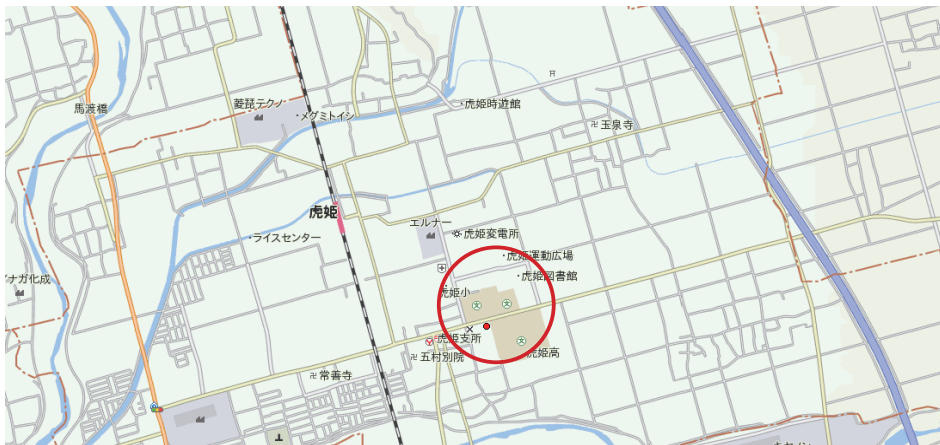 馬渡橋
菱琵テクノ
・メグミトイシ
・虎姫時遊館
玉泉寺
虎姫
エルナー
虎姫変電所
・ライスセンター
・虎姫運動広場
・虎姫図書館
イナガ化成
虎姫小
虎姫支所
虎姫高
五村別院
常善寺